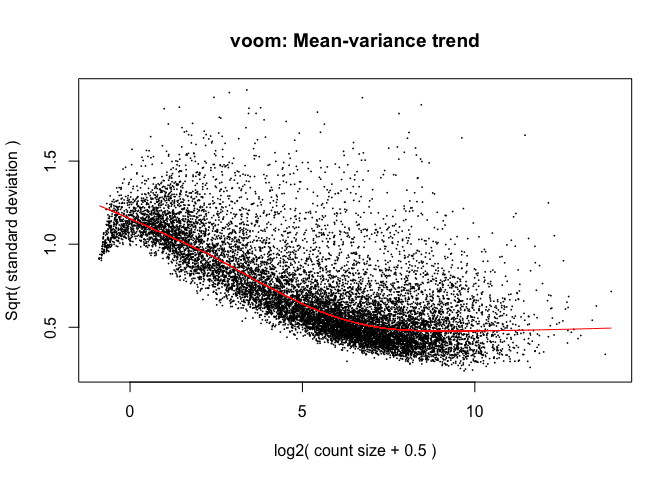 voom: Mean-variance trend
Sqrt( standard deviation )
1.5
1.0
0.5
0
5
10
log2( count size + 0.5 )